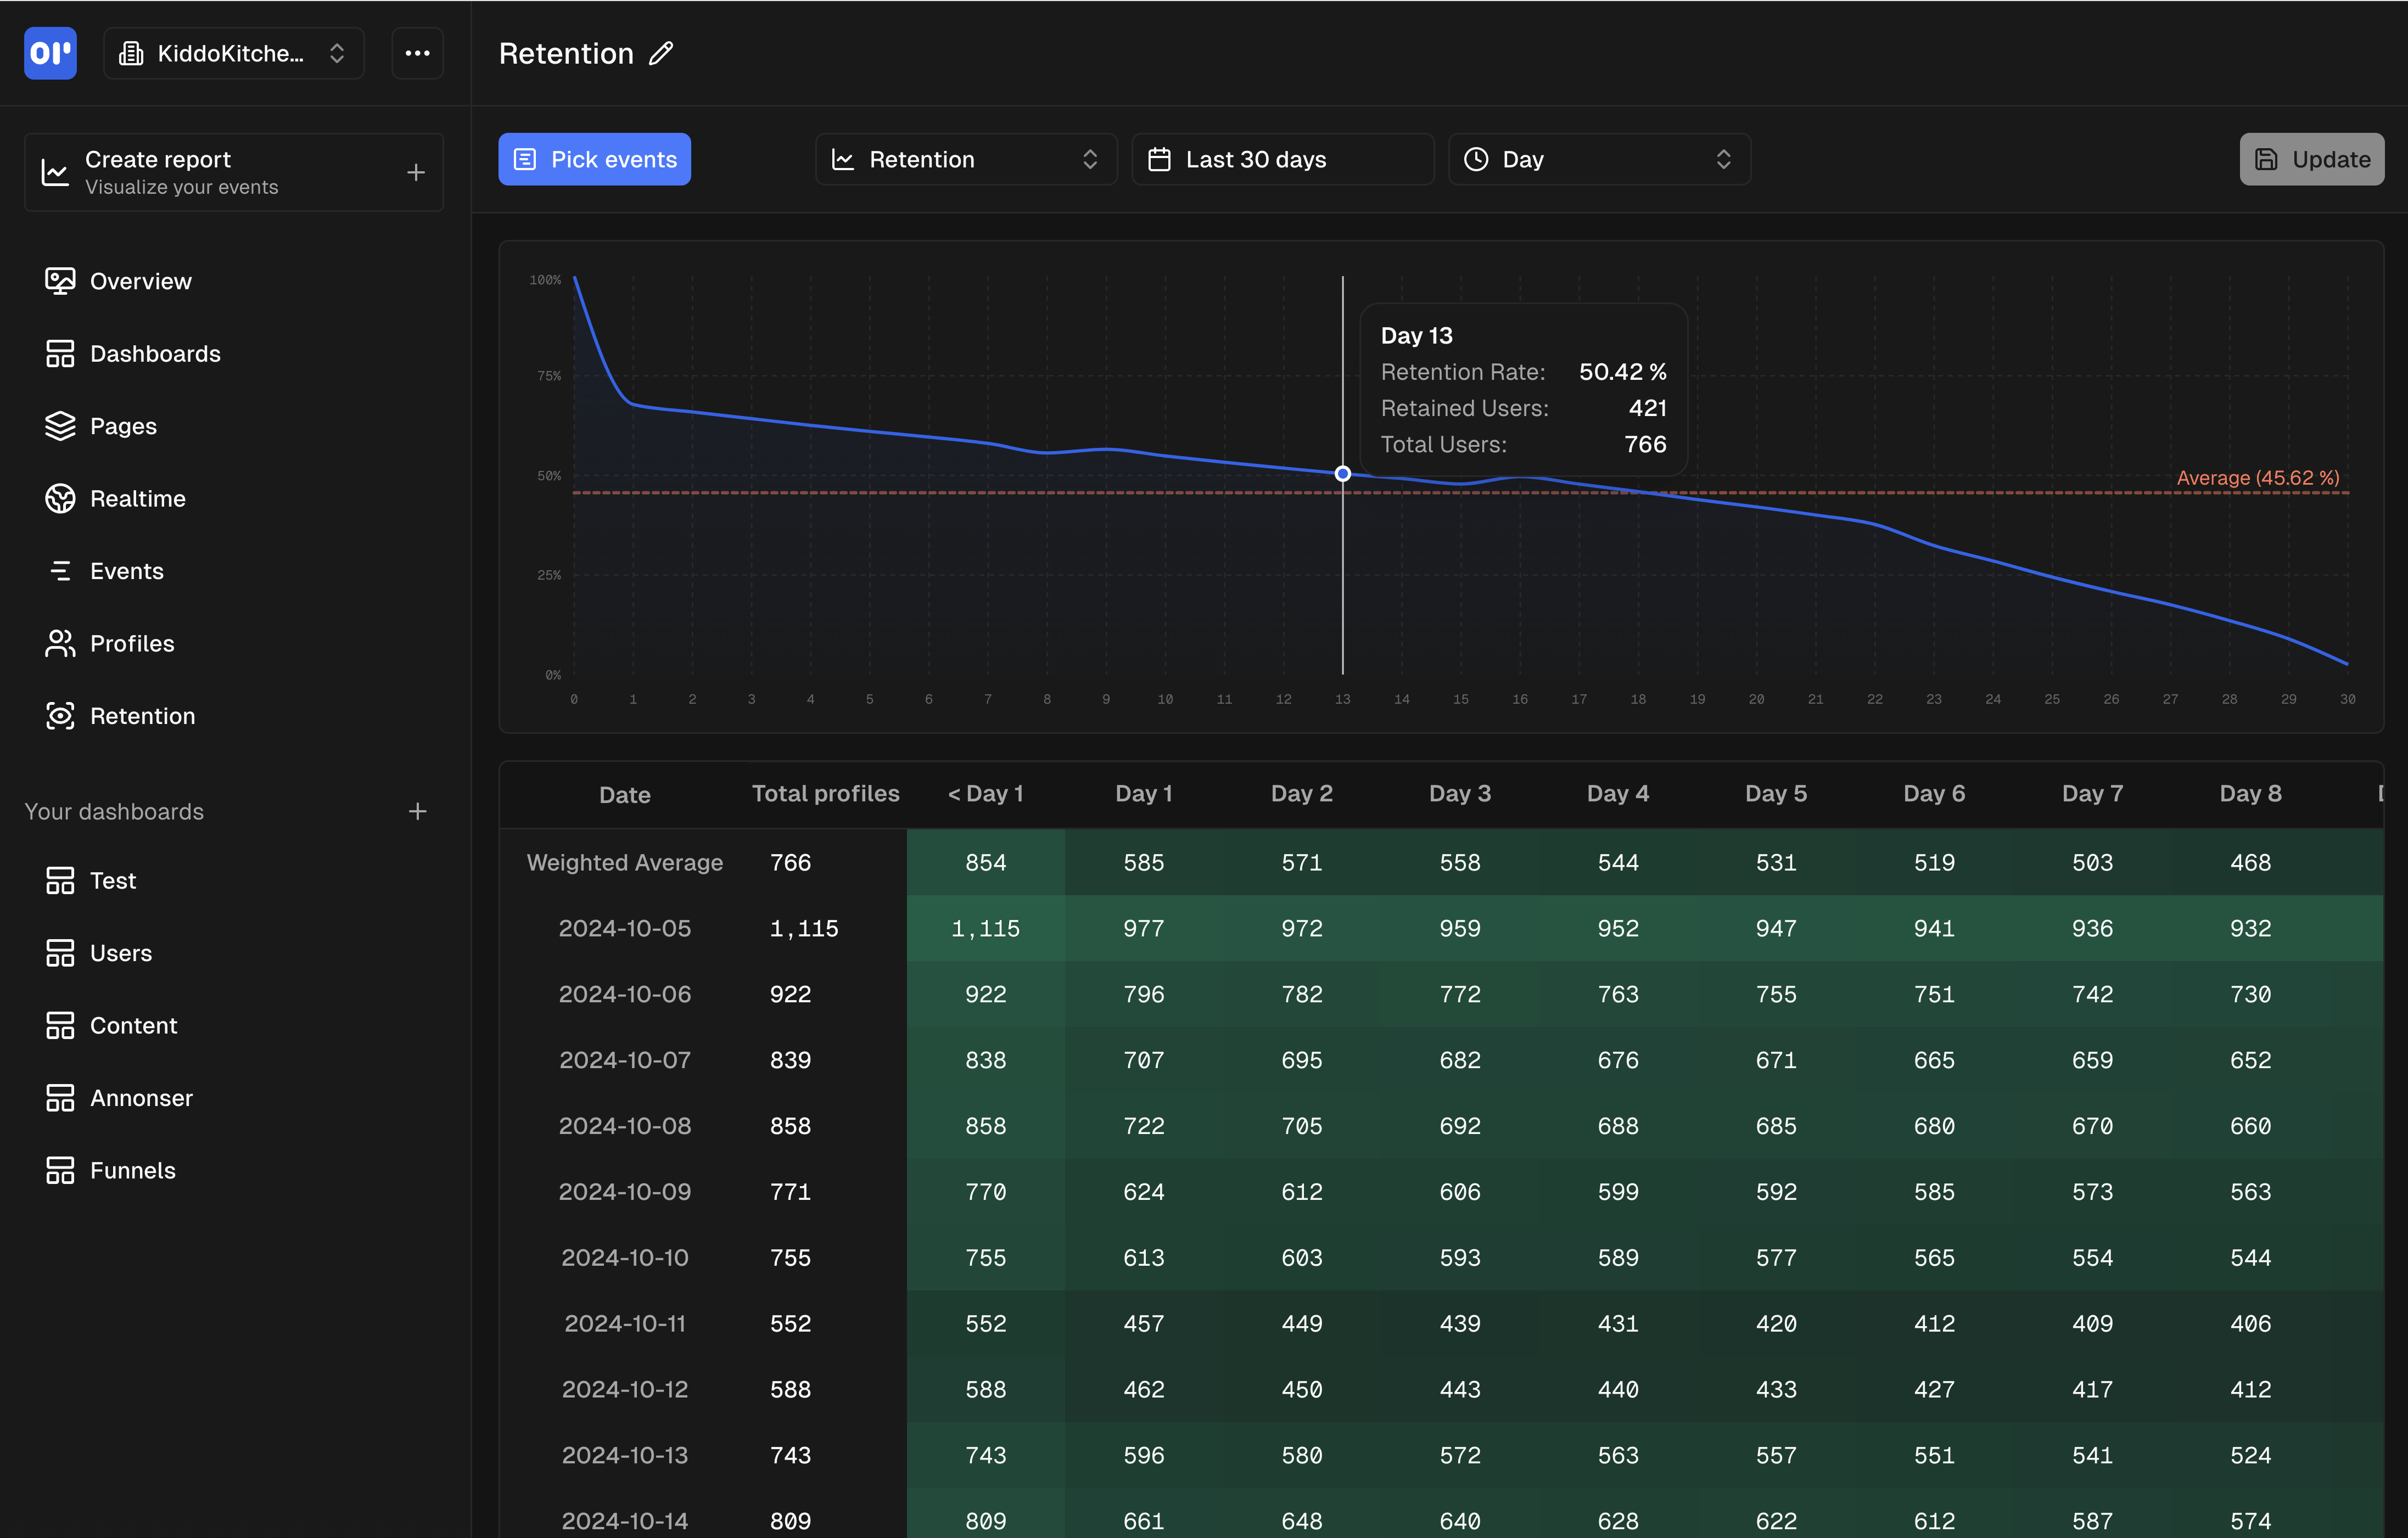 KiddoKitche...
Create report
Visualize your events
Overview
Dashboards
Pages
Realtime
Events
Profiles
Retention
Your dashboards
Test
Users
Content
Annonser
Funnels
Retention
Pick events
Retention
Last 30 days
Day
Update
100%
75%
50%
25%
0%
Day 13
Retention Rate: 50.42 %
Retained Users: 421
Total Users: 766
Average (45.62 %)
0 1 2 3 4 5 6 7 8 9 10 11 12 13 14 15 16 17 18 19 20 21 22 23 24 25 26 27 28 29 30
Date Total profiles < Day 1 Day 1 Day 2 Day 3 Day 4 Day 5 Day 6 Day 7 Day 8
Weighted Average 766 854 585 571 558 544 531 519 503 468
2024-10-05 1,115 1,115 977 972 959 952 947 941 936 932
2024-10-06 922 922 796 782 772 763 755 751 742 730
2024-10-07 839 838 707 695 682 676 671 665 659 652
2024-10-08 858 858 722 705 692 688 685 680 670 660
2024-10-09 771 770 624 612 606 599 592 585 573 563
2024-10-10 755 755 613 603 593 589 577 565 554 544
2024-10-11 552 552 457 449 439 431 420 412 409 406
2024-10-12 588 588 462 450 443 440 433 427 417 412
2024-10-13 743 743 596 580 572 563 557 551 541 524
2024-10-14 809 809 661 648 640 628 622 612 587 574